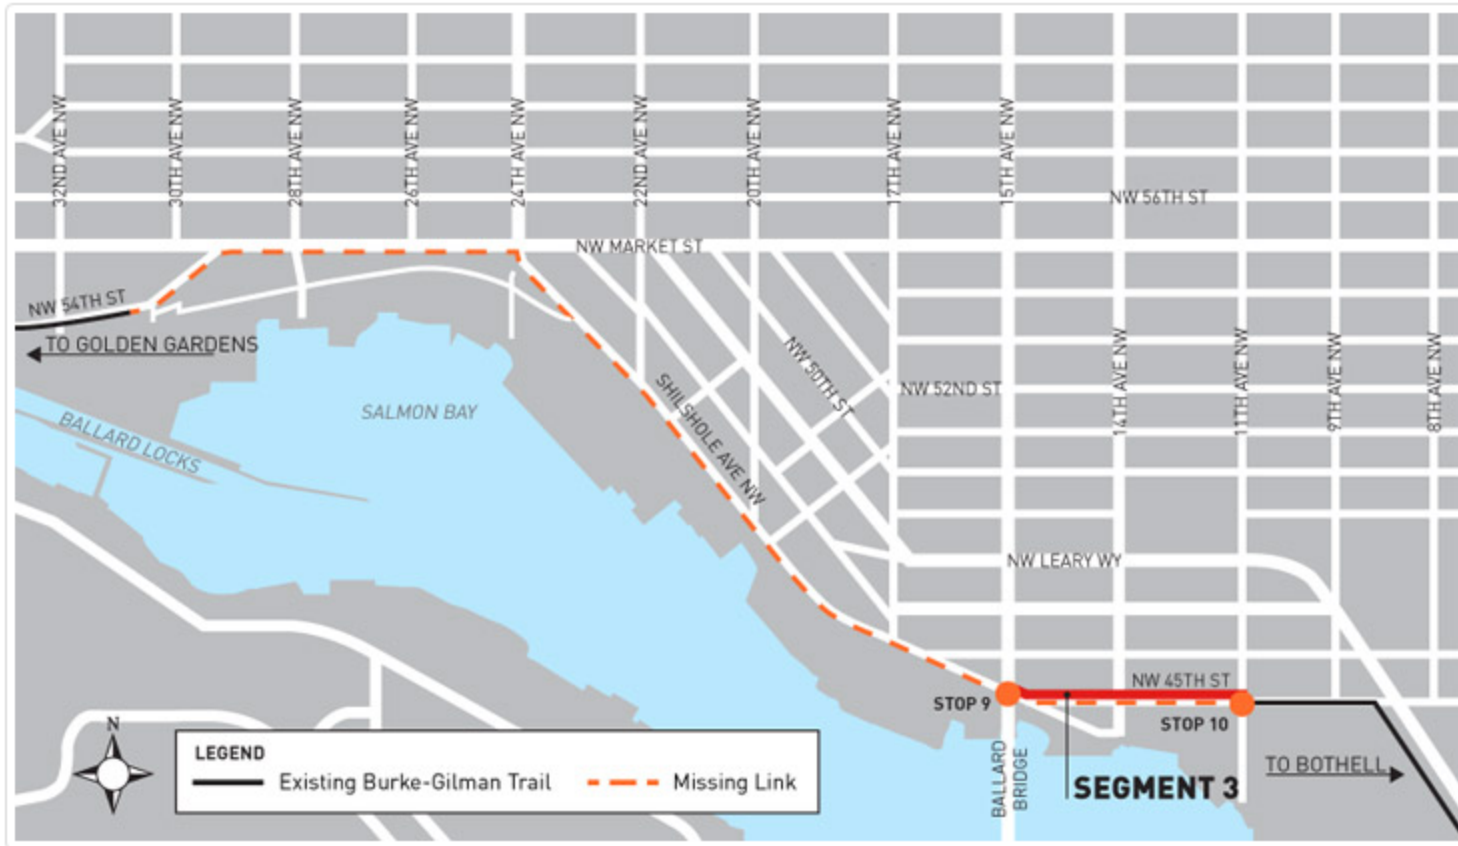 32ND AVE NW
30TH AVE NW
28TH AVE NW
26TH AVE NW
24TH AVE NW
22ND AVE NW
20TH AVE NW
17TH AVE NW
15TH AVE NW
NW 56TH ST
NW MARKET ST
NW 54TH ST
TO GOLDEN GARDENS
SALMON BAY
BALLARD LOCKS
SHILSHOLE AVE NW
NW 50TH ST
NW 52ND ST
14TH AVE NW
11TH AVE NW
9TH AVE NW
8TH AVE NW
NW LEARY WY
NW 45TH ST
STOP 9
STOP 10
BALLARD
BRIDGE
SEGMENT 3
TO BOTHELL
N
LEGEND
Existing Burke-Gilman Trail
Missing Link